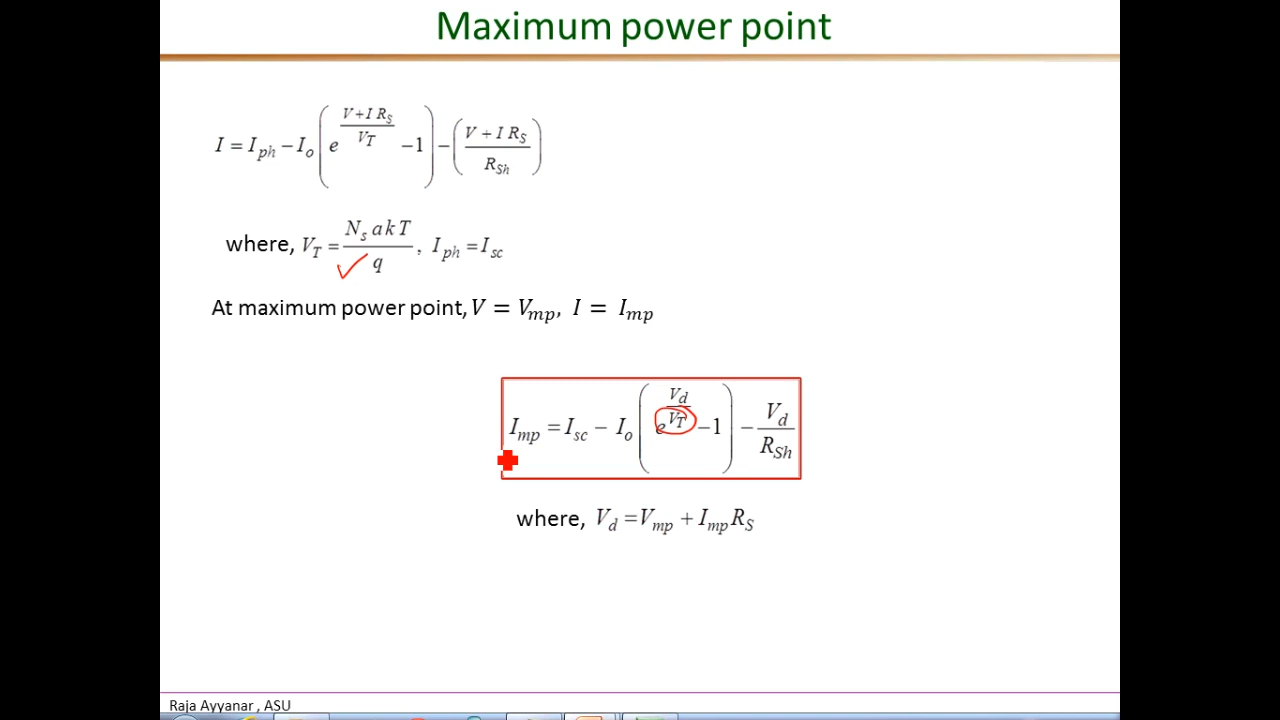 Maximum power point
I = I_ph − I_o ( e^((V + I R_S)/V_T) − 1 ) − ( (V + I R_S)/R_Sh )
where, V_T = (N_s a k T)/q , I_ph = I_sc
At maximum power point, V = V_mp, I = I_mp
I_mp = I_sc − I_o ( e^(V_d/V_T) − 1 ) − V_d/R_Sh
where, V_d = V_mp + I_mp R_S
Raja Ayyanar , ASU